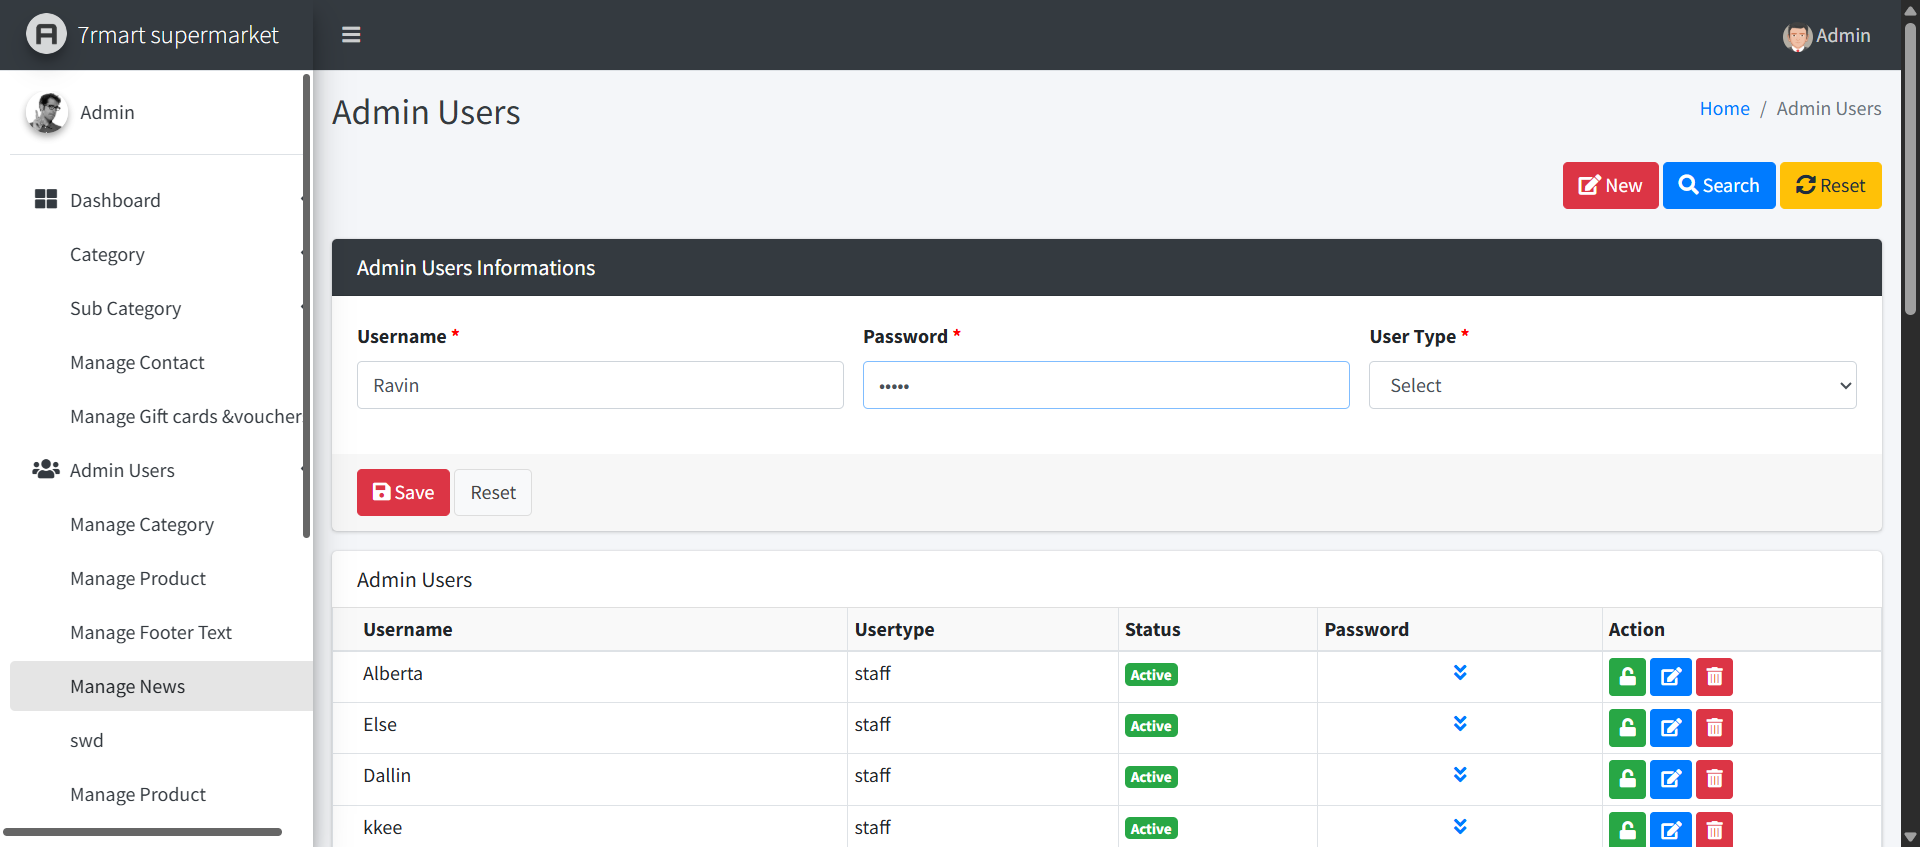 7rmart supermarket
Admin
Admin
Dashboard
Category
Sub Category
Manage Contact
Manage Gift cards &voucher
Admin Users
Manage Category
Manage Product
Manage Footer Text
Manage News
swd
Manage Product
Admin Users
Home / Admin Users
New Search Reset
Admin Users Informations
Username * Password * User Type *
Ravin ••••• Select
Save Reset
Admin Users
Username Usertype Status Password Action
Alberta staff Active
Else staff Active
Dallin staff Active
kkee staff Active